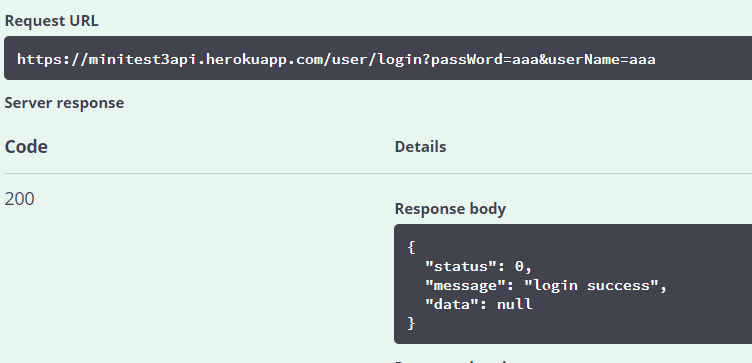 Request URL
https://minitest3api.herokuapp.com/user/login?passWord=aaa&userName=aaa
Server response
Code Details
200
Response body
{
"status": 0,
"message": "login success",
"data": null
}